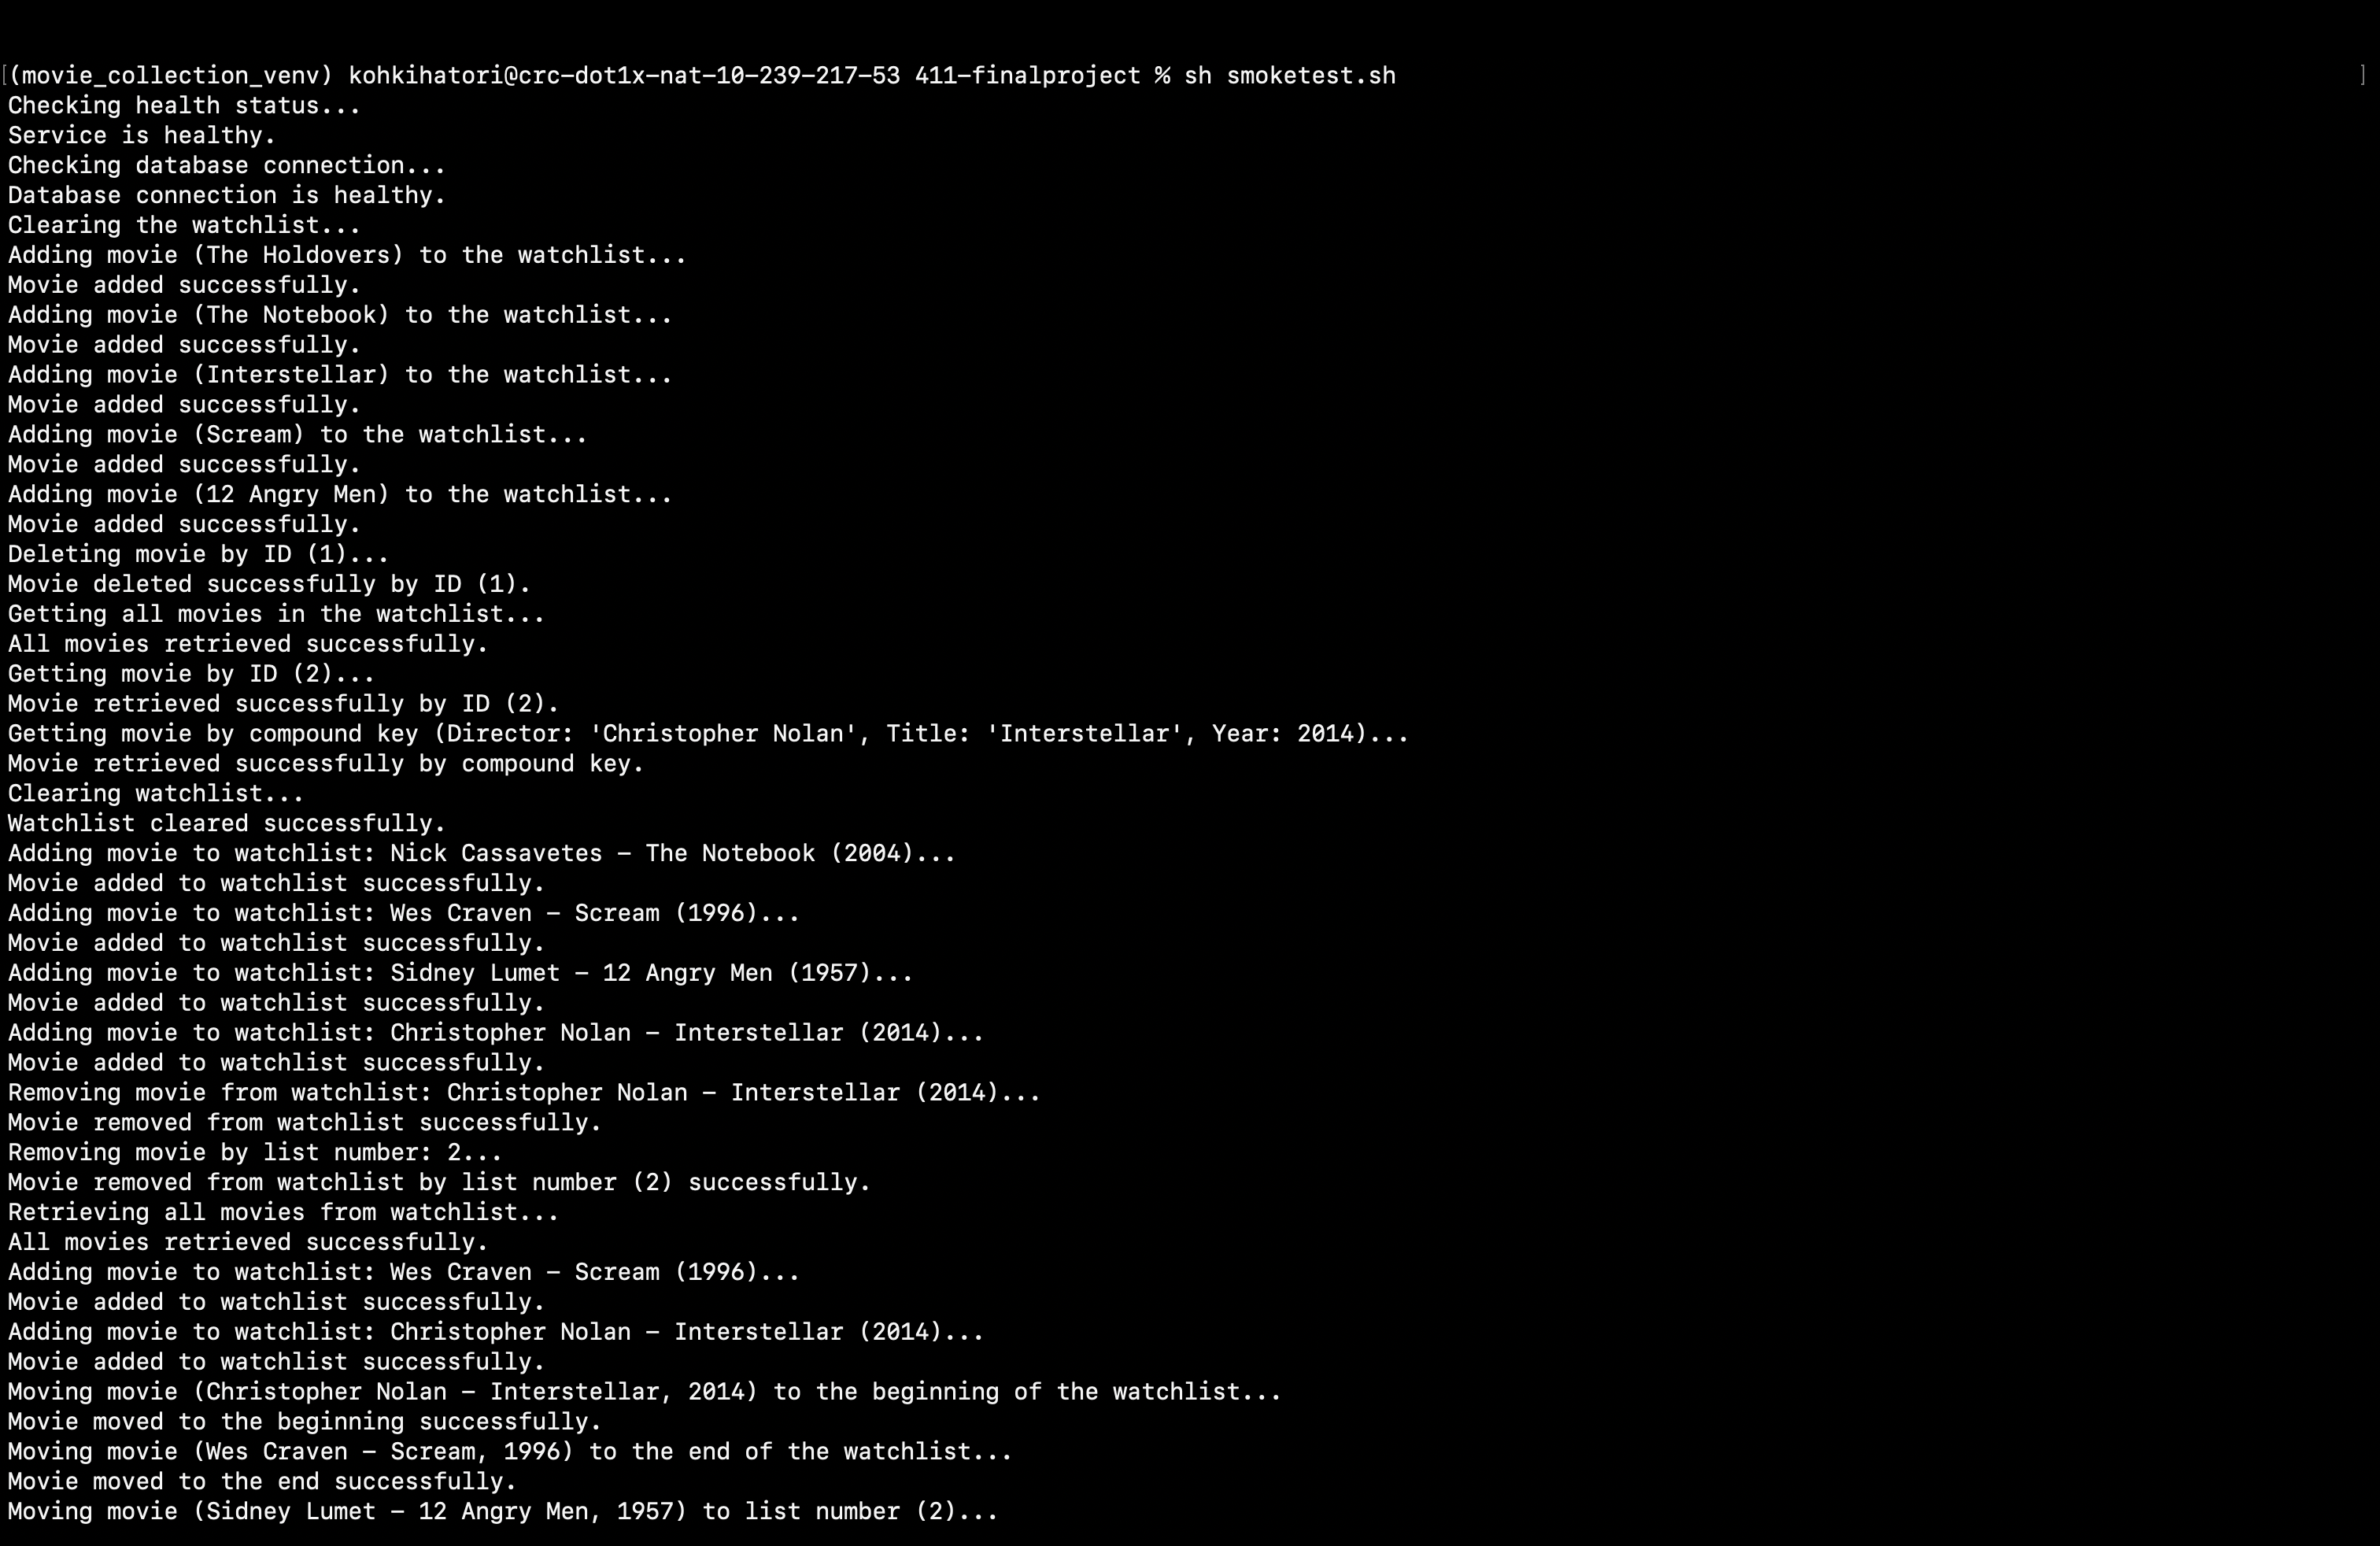 [(movie_collection_venv) kohkihatori@crc-dot1x-nat-10-239-217-53 411-finalproject % sh smoketest.sh ]
Checking health status...
Service is healthy.
Checking database connection...
Database connection is healthy.
Clearing the watchlist...
Adding movie (The Holdovers) to the watchlist...
Movie added successfully.
Adding movie (The Notebook) to the watchlist...
Movie added successfully.
Adding movie (Interstellar) to the watchlist...
Movie added successfully.
Adding movie (Scream) to the watchlist...
Movie added successfully.
Adding movie (12 Angry Men) to the watchlist...
Movie added successfully.
Deleting movie by ID (1)...
Movie deleted successfully by ID (1).
Getting all movies in the watchlist...
All movies retrieved successfully.
Getting movie by ID (2)...
Movie retrieved successfully by ID (2).
Getting movie by compound key (Director: 'Christopher Nolan', Title: 'Interstellar', Year: 2014)...
Movie retrieved successfully by compound key.
Clearing watchlist...
Watchlist cleared successfully.
Adding movie to watchlist: Nick Cassavetes - The Notebook (2004)...
Movie added to watchlist successfully.
Adding movie to watchlist: Wes Craven - Scream (1996)...
Movie added to watchlist successfully.
Adding movie to watchlist: Sidney Lumet - 12 Angry Men (1957)...
Movie added to watchlist successfully.
Adding movie to watchlist: Christopher Nolan - Interstellar (2014)...
Movie added to watchlist successfully.
Removing movie from watchlist: Christopher Nolan - Interstellar (2014)...
Movie removed from watchlist successfully.
Removing movie by list number: 2...
Movie removed from watchlist by list number (2) successfully.
Retrieving all movies from watchlist...
All movies retrieved successfully.
Adding movie to watchlist: Wes Craven - Scream (1996)...
Movie added to watchlist successfully.
Adding movie to watchlist: Christopher Nolan - Interstellar (2014)...
Movie added to watchlist successfully.
Moving movie (Christopher Nolan - Interstellar, 2014) to the beginning of the watchlist...
Movie moved to the beginning successfully.
Moving movie (Wes Craven - Scream, 1996) to the end of the watchlist...
Movie moved to the end successfully.
Moving movie (Sidney Lumet - 12 Angry Men, 1957) to list number (2)...